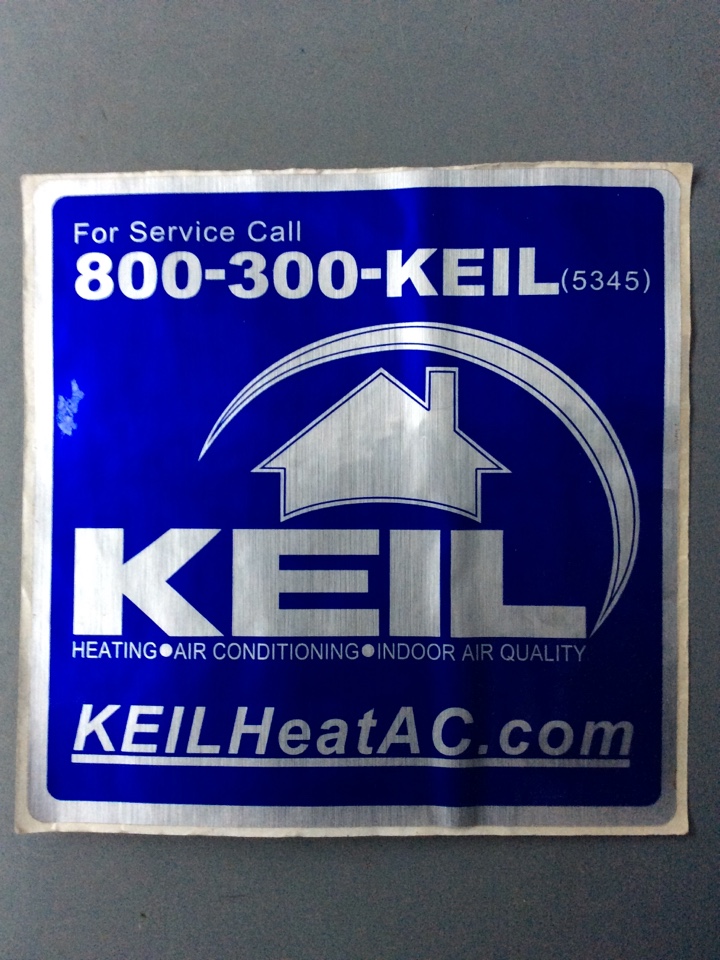 For Service Call
800-300-KEIL(5345)
KEIL
HEATING●AIR CONDITIONING●INDOOR AIR QUALITY
KEILHeatAC.com